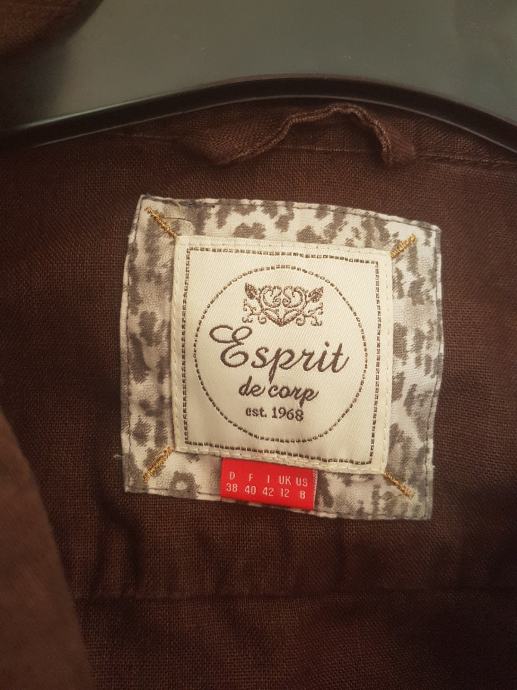 Esprit
de corp
est. 1968
D F I UK US
38 40 42 12 8